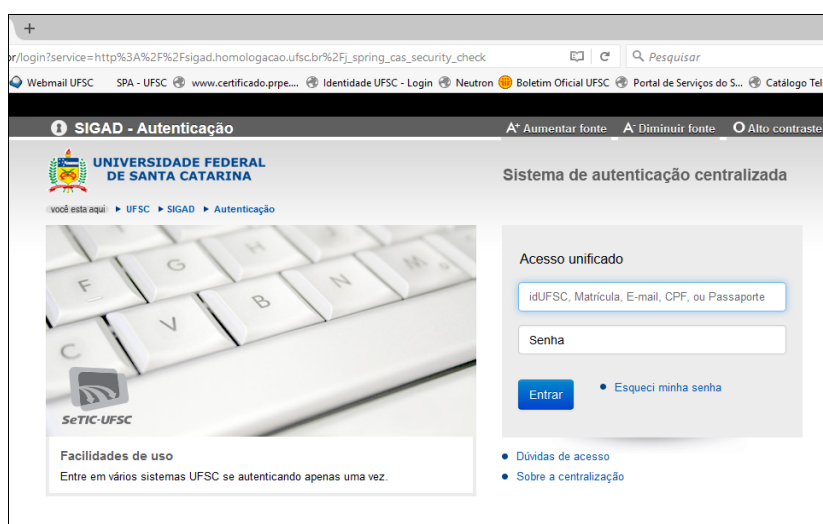 +
or/login?service=http%3A%2F%2Fsigad.homologacao.ufsc.br%2Fj_spring_cas_security_check
Pesquisar
Webmail UFSC SPA - UFSC www.certificado.prpe.... Identidade UFSC - Login Neutron Boletim Oficial UFSC Portal de Serviços do S... Catálogo Tel
SIGAD - Autenticação
A+ Aumentar fonte A- Diminuir fonte Alto contraste
UNIVERSIDADE FEDERAL
DE SANTA CATARINA
Sistema de autenticação centralizada
você esta aqui UFSC SIGAD Autenticação
Acesso unificado
idUFSC, Matrícula, E-mail, CPF, ou Passaporte
Senha
Entrar
Esqueci minha senha
F G H N M C V B
SeTIC-UFSC
Facilidades de uso
Entre em vários sistemas UFSC se autenticando apenas uma vez.
Dúvidas de acesso
Sobre a centralização